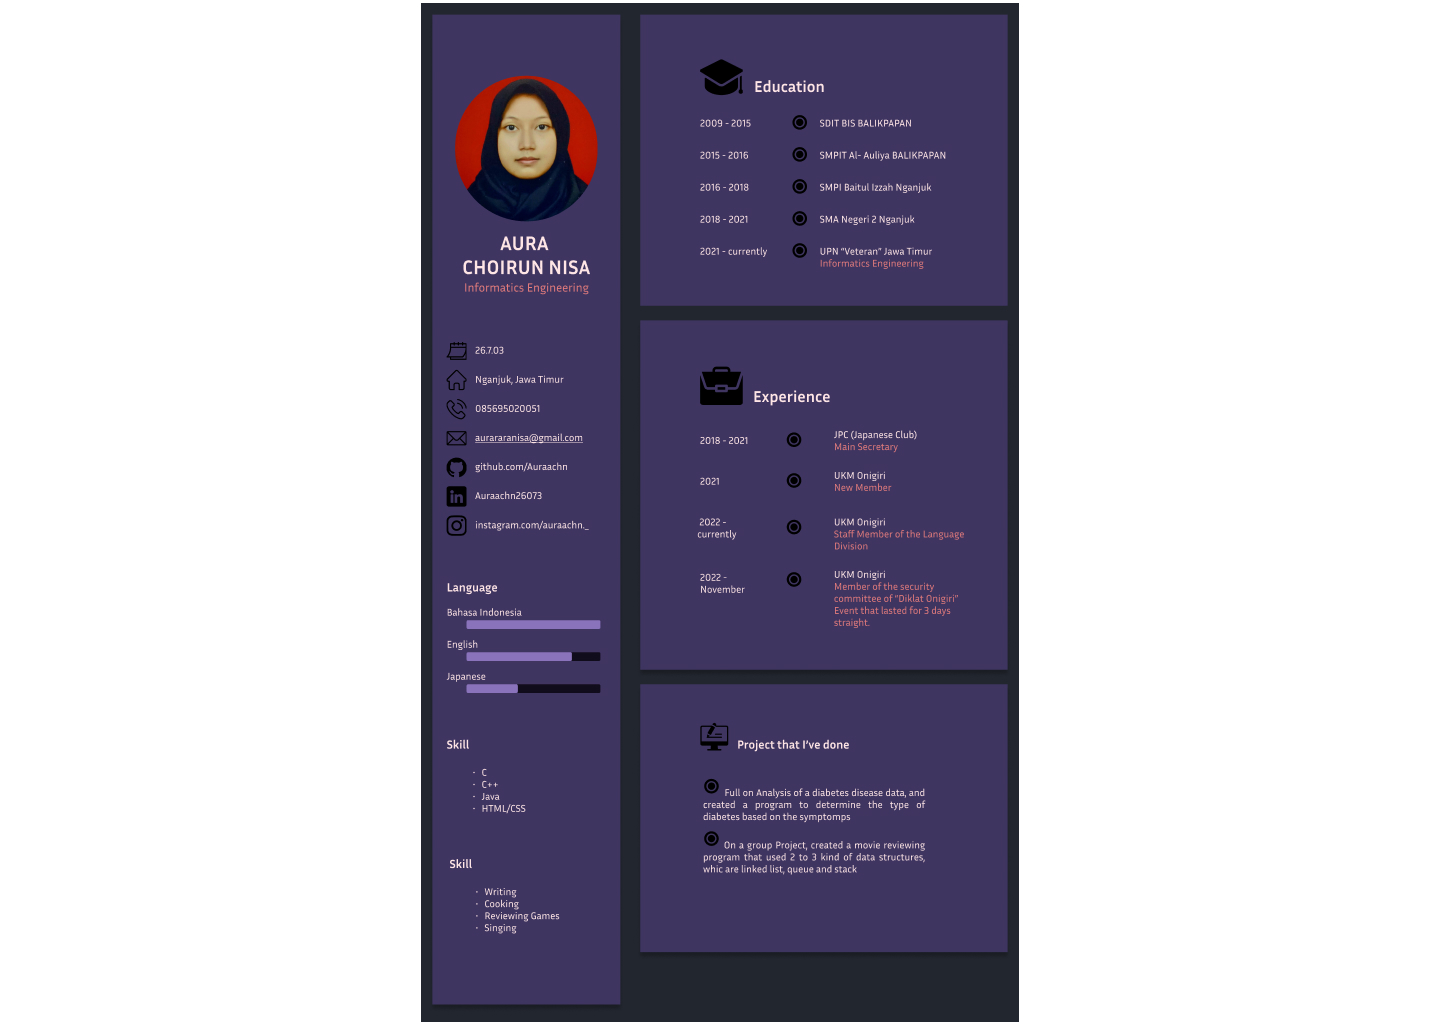 AURA
CHOIRUN NISA
Informatics Engineering
26.7.03
Nganjuk, Jawa Timur
085695020051
aurararanisa@gmail.com
github.com/Auraachn
Auraachn26073
instagram.com/auraachn._
Language
Bahasa Indonesia
English
Japanese
Skill
· C
· C++
· Java
· HTML/CSS
Skill
· Writing
· Cooking
· Reviewing Games
· Singing
Education
2009 - 2015 SDIT BIS BALIKPAPAN
2015 - 2016 SMPIT Al- Auliya BALIKPAPAN
2016 - 2018 SMPI Baitul Izzah Nganjuk
2018 - 2021 SMA Negeri 2 Nganjuk
2021 - currently UPN "Veteran" Jawa Timur
Informatics Engineering
Experience
2018 - 2021 JPC (Japanese Club)
Main Secretary
2021 UKM Onigiri
New Member
2022 - currently UKM Onigiri
Staff Member of the Language
Division
2022 - November UKM Onigiri
Member of the security
committee of "Diklat Onigiri"
Event that lasted for 3 days
straight.
Project that I've done
Full on Analysis of a diabetes disease data, and
created a program to determine the type of
diabetes based on the symptomps
On a group Project, created a movie reviewing
program that used 2 to 3 kind of data structures,
whic are linked list, queue and stack